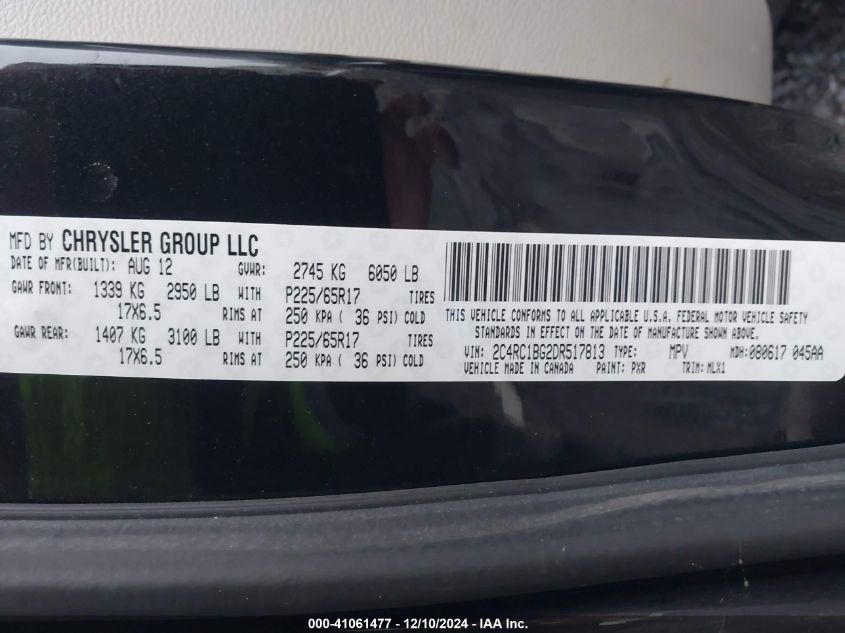 MFD BY CHRYSLER GROUP LLC
DATE OF MFR(BUILT): AUG 12 GVWR: 2745 KG 6050 LB
GAWR FRONT: 1339 KG 2950 LB WITH P225/65R17 TIRES
17X6.5 RIMS AT 250 KPA ( 36 PSI) COLD
GAWR REAR: 1407 KG 3100 LB WITH P225/65R17 TIRES
17X6.5 RIMS AT 250 KPA ( 36 PSI) COLD
THIS VEHICLE CONFORMS TO ALL APPLICABLE U.S.A. FEDERAL MOTOR VEHICLE SAFETY
STANDARDS IN EFFECT ON THE DATE OF MANUFACTURE SHOWN ABOVE.
VIN: 2C4RC1BG2DR517813 TYPE: MPV MDH: 080617 045AA
VEHICLE MADE IN CANADA PAINT: PXR TRIM: MLX1
000-41061477 - 12/10/2024 - IAA Inc.